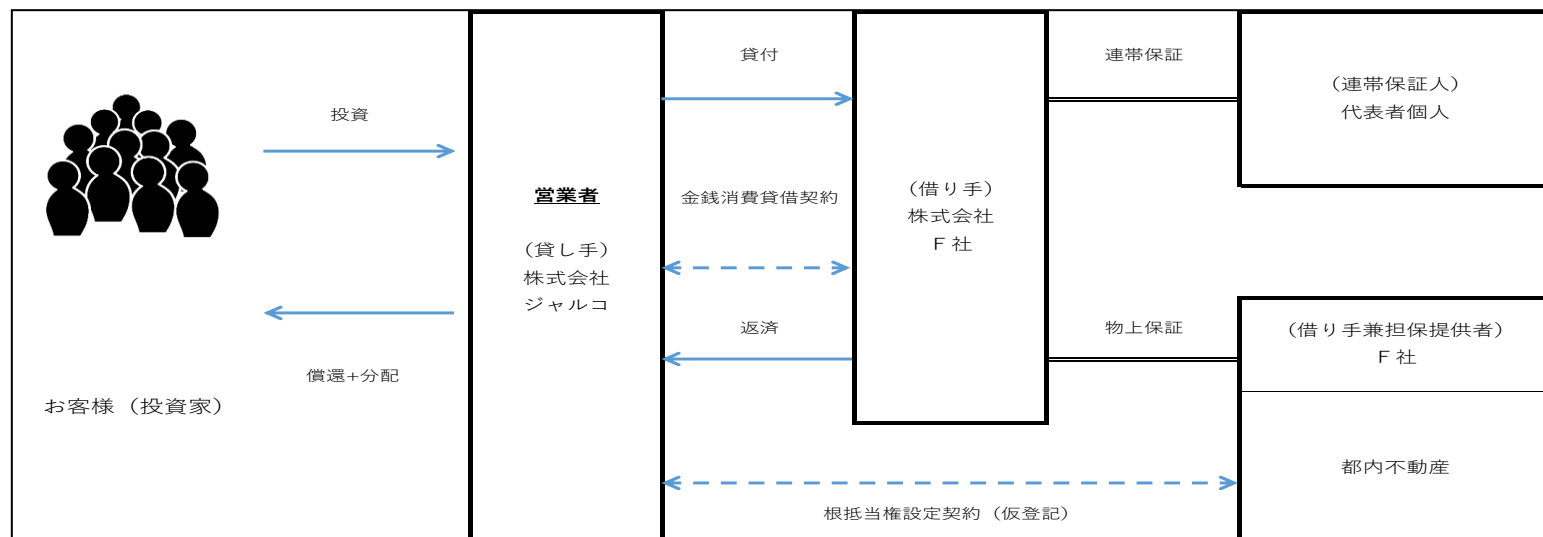 投資
償還+分配
お客様（投資家）
営業者
（貸し手）
株式会社
ジャルコ
貸付
金銭消費貸借契約
返済
（借り手）
株式会社
Ｆ社
連帯保証
物上保証
（連帯保証人）
代表者個人
（借り手兼担保提供者）
Ｆ社
都内不動産
根抵当権設定契約（仮登記）